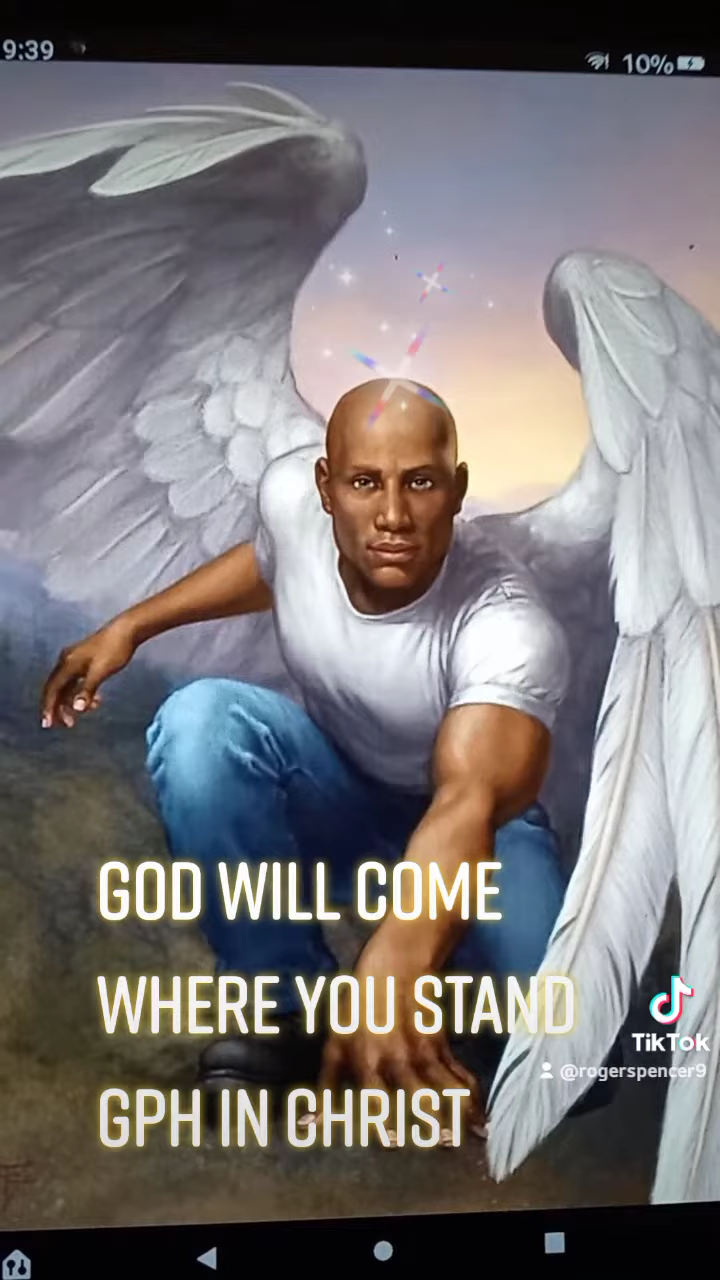 9:39
10%
GOD WILL COME
WHERE YOU STAND
GPH IN CHRIST
TikTok
@rogerspencer9